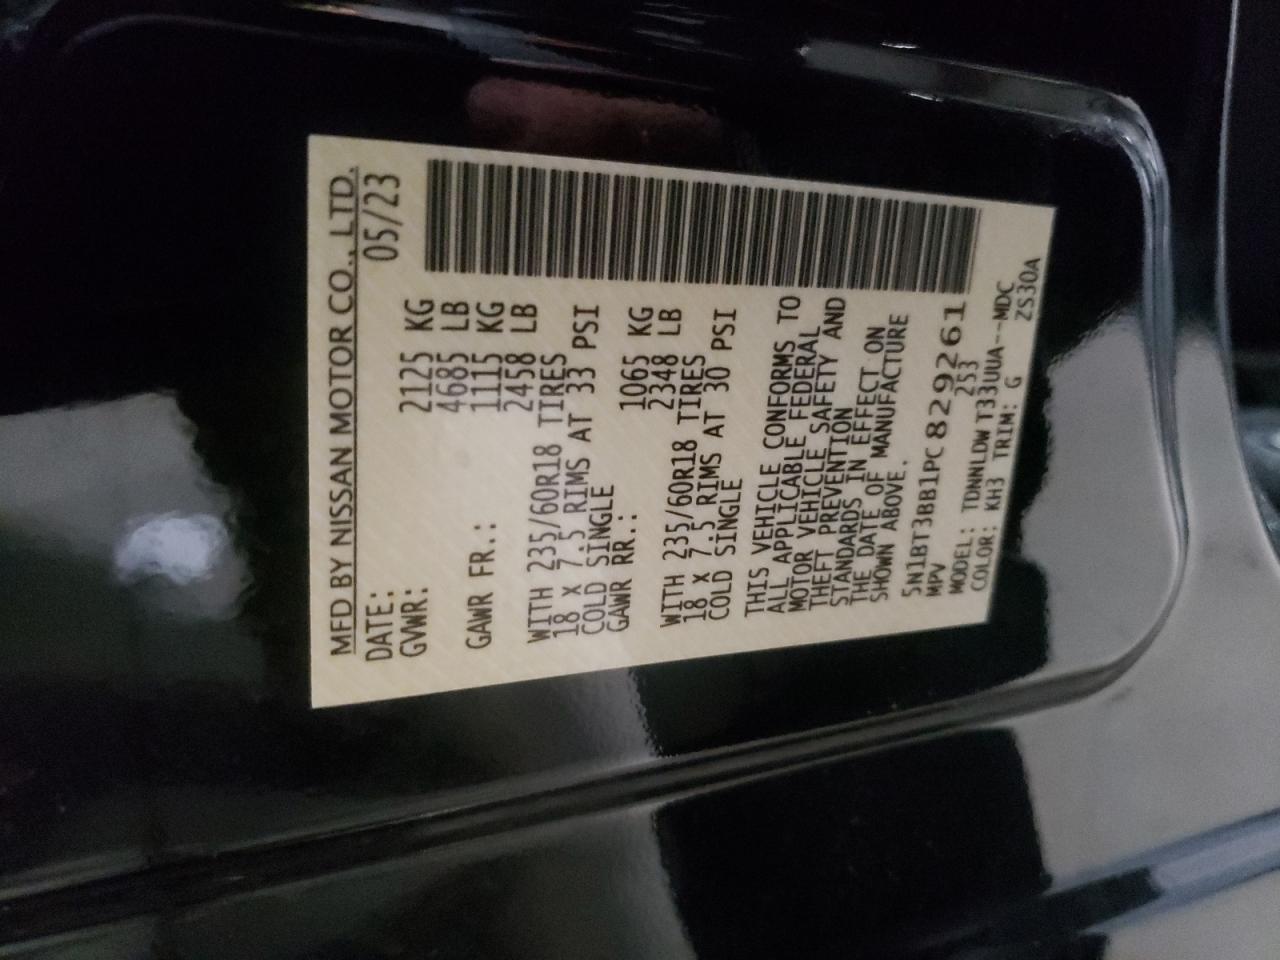 MFD BY NISSAN MOTOR CO., LTD.
DATE: 05/23
GVWR: 2125 KG
4685 LB
GAWR FR.: 1115 KG
2458 LB
WITH 235/60R18 TIRES
18 x 7.5 RIMS AT 33 PSI
COLD SINGLE
GAWR RR.: 1065 KG
2348 LB
WITH 235/60R18 TIRES
18 x 7.5 RIMS AT 30 PSI
COLD SINGLE
THIS VEHICLE CONFORMS TO
ALL APPLICABLE FEDERAL
MOTOR VEHICLE SAFETY AND
THEFT PREVENTION
STANDARDS IN EFFECT ON
THE DATE OF MANUFACTURE
SHOWN ABOVE.
5N1BT3BB1PC829261
MPV 253
MODEL: TDNNLDW T33UUA--MDC
COLOR: KH3 TRIM: G ZS30A